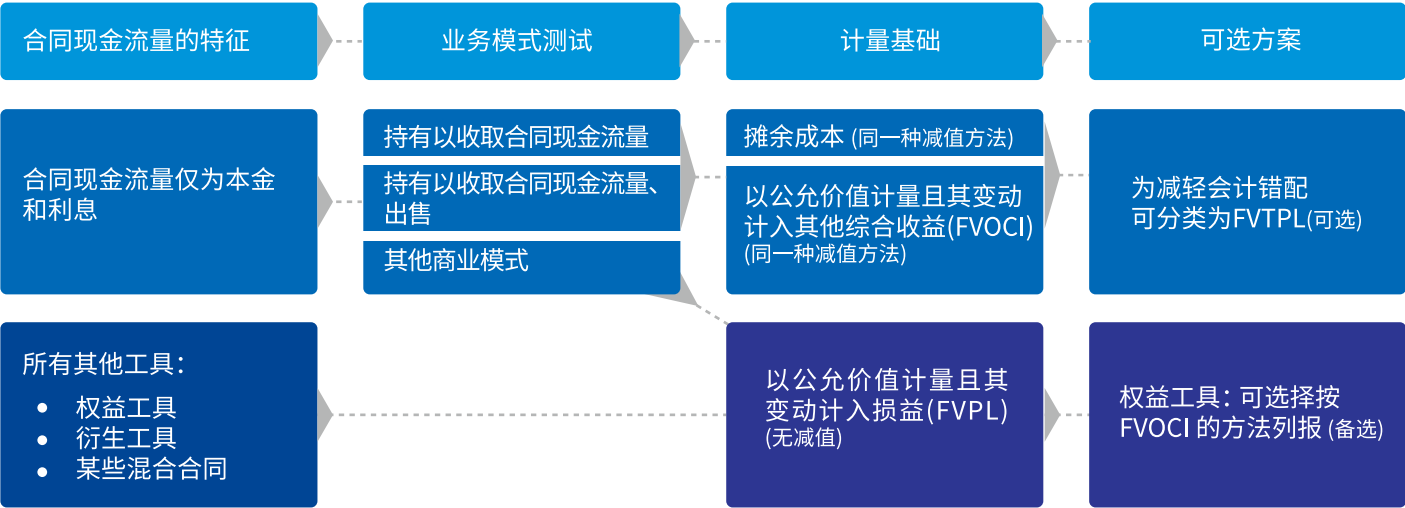 合同现金流量的特征
业务模式测试
计量基础
可选方案
合同现金流量仅为本金
和利息
持有以收取合同现金流量
持有以收取合同现金流量、
出售
其他商业模式
摊余成本 (同一种减值方法)
以公允价值计量且其变动
计入其他综合收益(FVOCI)
(同一种减值方法)
为减轻会计错配
可分类为FVTPL(可选)
所有其他工具：
● 权益工具
● 衍生工具
● 某些混合合同
以公允价值计量且其
变动计入损益(FVPL)
(无减值)
权益工具：可选择按
FVOCI 的方法列报 (备选)